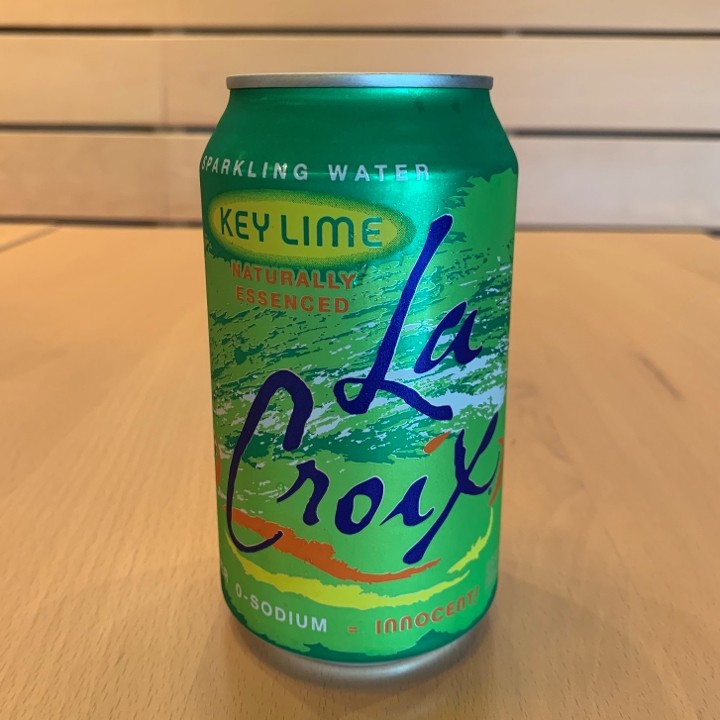 SPARKLING WATER
KEY LIME
NATURALLY
ESSENCED
La
Croix
0-SODIUM = INNOCENT!